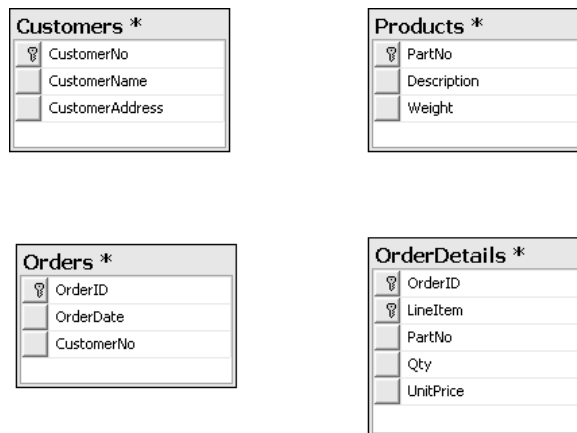 Customers *
CustomerNo
CustomerName
CustomerAddress
Products *
PartNo
Description
Weight
Orders *
OrderID
OrderDate
CustomerNo
OrderDetails *
OrderID
LineItem
PartNo
Qty
UnitPrice